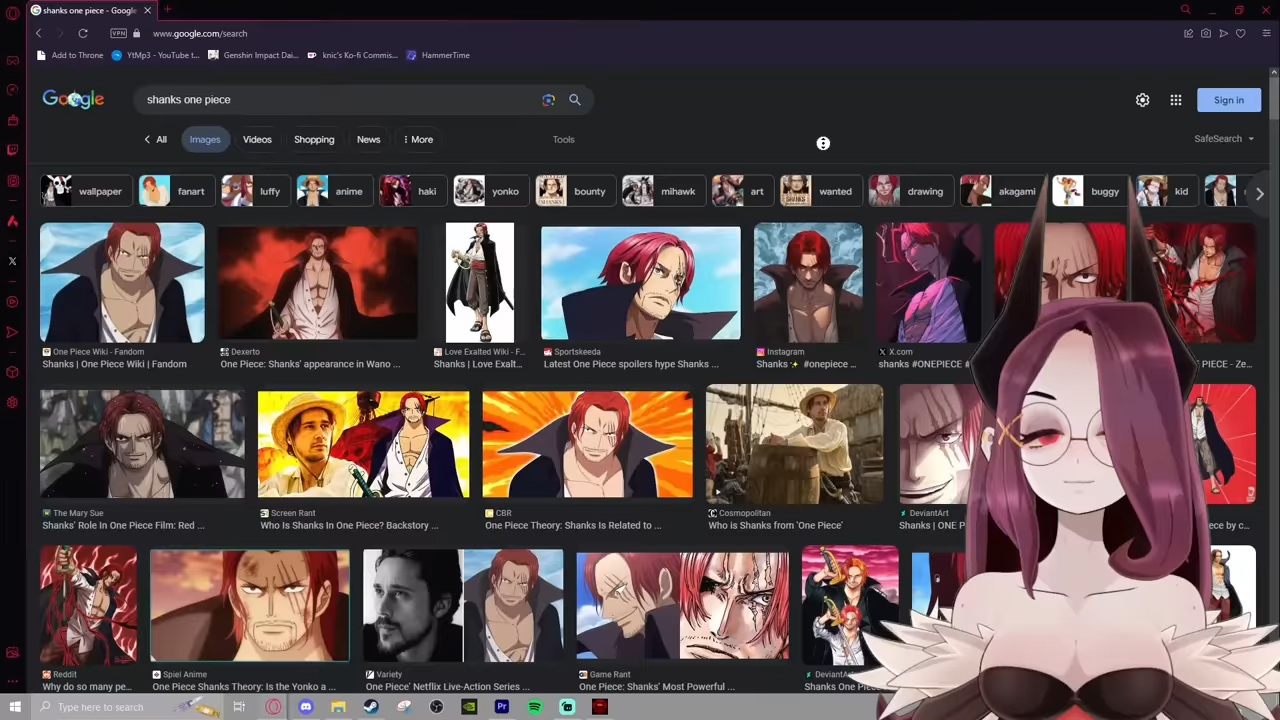 shanks one piece - Google
www.google.com/search
VPN
Add to Throne
YtMp3 - YouTube t...
Genshin Impact Dai...
knic's Ko-fi Commis...
HammerTime
Google
shanks one piece
Sign in
All
Images
Videos
Shopping
News
More
Tools
SafeSearch
wallpaper
fanart
luffy
anime
haki
yonko
bounty
mihawk
art
wanted
drawing
akagami
buggy
kid
One Piece Wiki - Fandom
Shanks | One Piece Wiki | Fandom
Dexerto
One Piece: Shanks' appearance in Wano ...
Love Exalted Wiki - F...
Shanks | Love Exalt...
Sportskeeda
Latest One Piece spoilers hype Shanks ...
Instagram
Shanks ✨ #onepiece ...
X.com
shanks #ONEPIECE #
PIECE - Ze...
The Mary Sue
Shanks' Role In One Piece Film: Red ...
Screen Rant
Who Is Shanks In One Piece? Backstory ...
CBR
One Piece Theory: Shanks Is Related to ...
Cosmopolitan
Who is Shanks from 'One Piece'
DeviantArt
Shanks | ONE P
iece by c...
Reddit
Why do so many pe...
Spiel Anime
One Piece Shanks Theory: Is the Yonko a ...
Variety
One Piece' Netflix Live-Action Series ...
Game Rant
One Piece: Shanks' Most Powerful ...
DeviantArt
Shanks One Piece
Type here to search
Pr